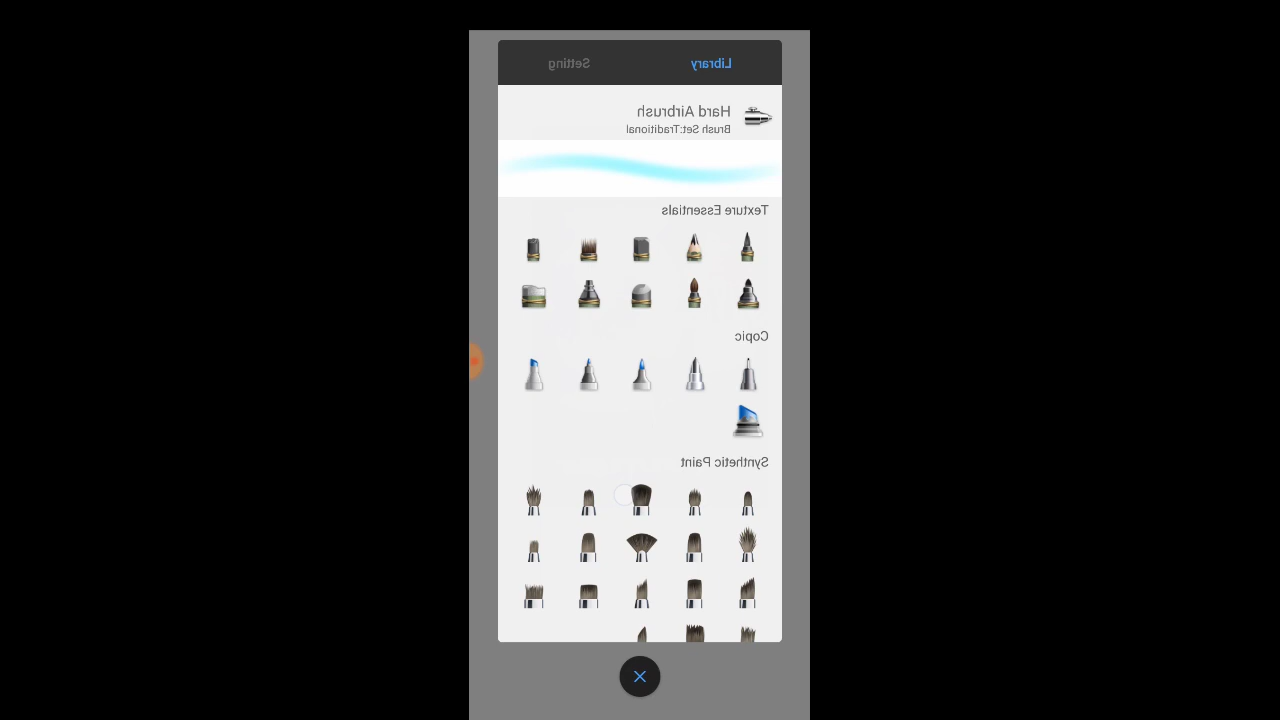 Library Setting
Hard Airbrush
Brush Set:Traditional
Texture Essentials
Copic
Synthetic Paint